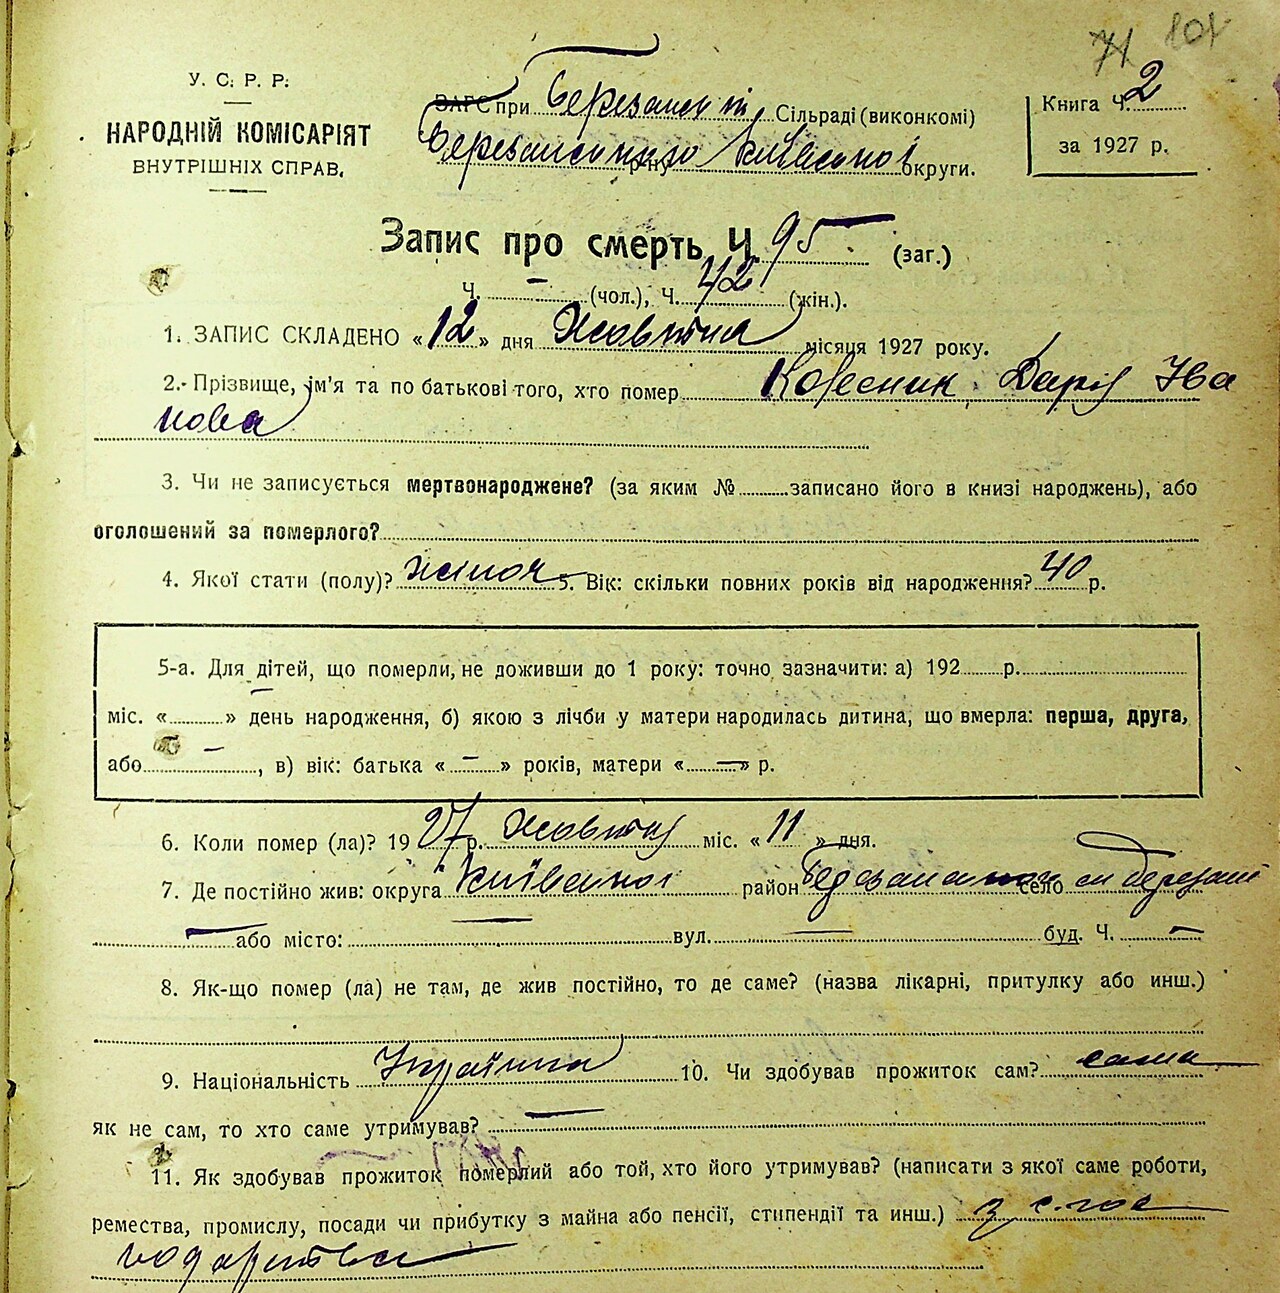 71 101
У. С. Р. Р.
НАРОДНІЙ КОМІСАРІЯТ
ВНУТРІШНІХ СПРАВ.
ЗАГС при Березанській Сільраді (виконкомі)
Березанського р-ну Київської округи.
Книга Ч. 2
за 1927 р.
Запис про смерть Ч. 95 (заг.)
Ч. – (чол.), Ч. 42 (жін.).
1. ЗАПИС СКЛАДЕНО «12» дня Жовтня місяця 1927 року.
2. Прізвище, ім'я та по батькові того, хто помер Колесник Дарія Іва
нова
3. Чи не записується мертвонароджене? (за яким № записано його в книзі народжень), або
оголошений за померлого?
4. Якої стати (полу)? жіноч 5. Вік: скільки повних років від народження? 40 р.
5-а. Для дітей, що померли, не доживши до 1 року: точно зазначити: а) 192 р.
міс. « » день народження, б) якою з лічби у матери народилась дитина, що вмерла: перша, друга,
або –, в) вік: батька « – » років, матери « – » р.
6. Коли помер (ла)? 1927 р. Жовтня міс. «11» дня.
7. Де постійно жив: округа Київської район Березанського село м Березань
– або місто: – вул. – буд. Ч. –
8. Як-що помер (ла) не там, де жив постійно, то де саме? (назва лікарні, притулку або инш.)
9. Національність Українка 10. Чи здобував прожиток сам? сама
як не сам, то хто саме утримував? –
11. Як здобував прожиток померлий або той, хто його утримував? (написати з якої саме роботи,
ремества, промислу, посади чи прибутку з майна або пенсії, стипендії та инш.) з с. гос
подарства